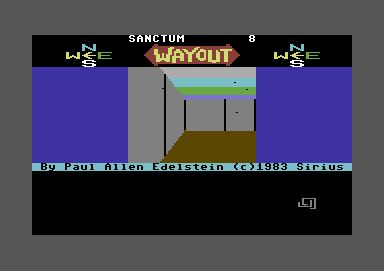 SANCTUM 8
N N
W E WAYOUT W E
S S
By Paul Allen Edelstein (c)1983 Sirius